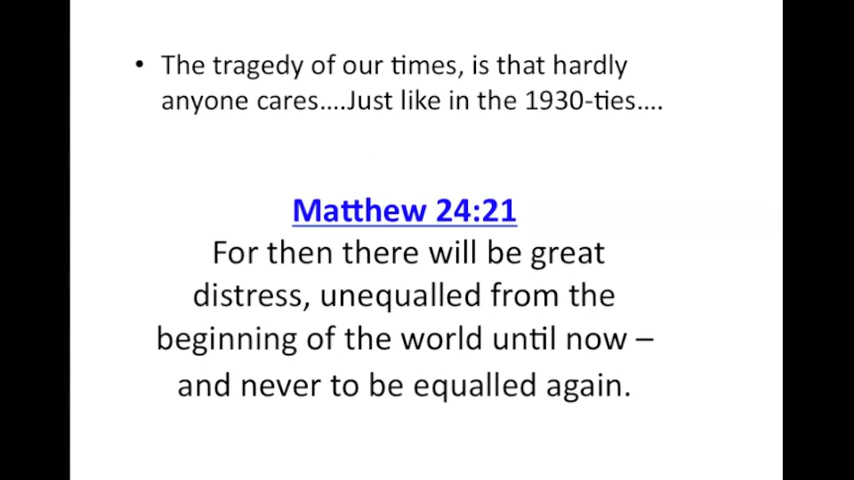 • The tragedy of our times, is that hardly
anyone cares....Just like in the 1930-ties....
Matthew 24:21
For then there will be great
distress, unequalled from the
beginning of the world until now –
and never to be equalled again.